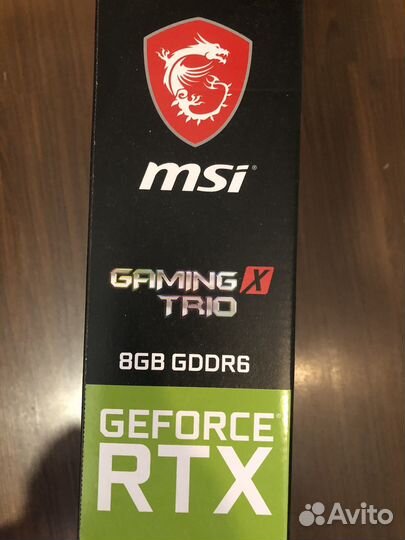 msi
GAMING X
TRIO
8GB GDDR6
GEFORCE
RTX
Avito